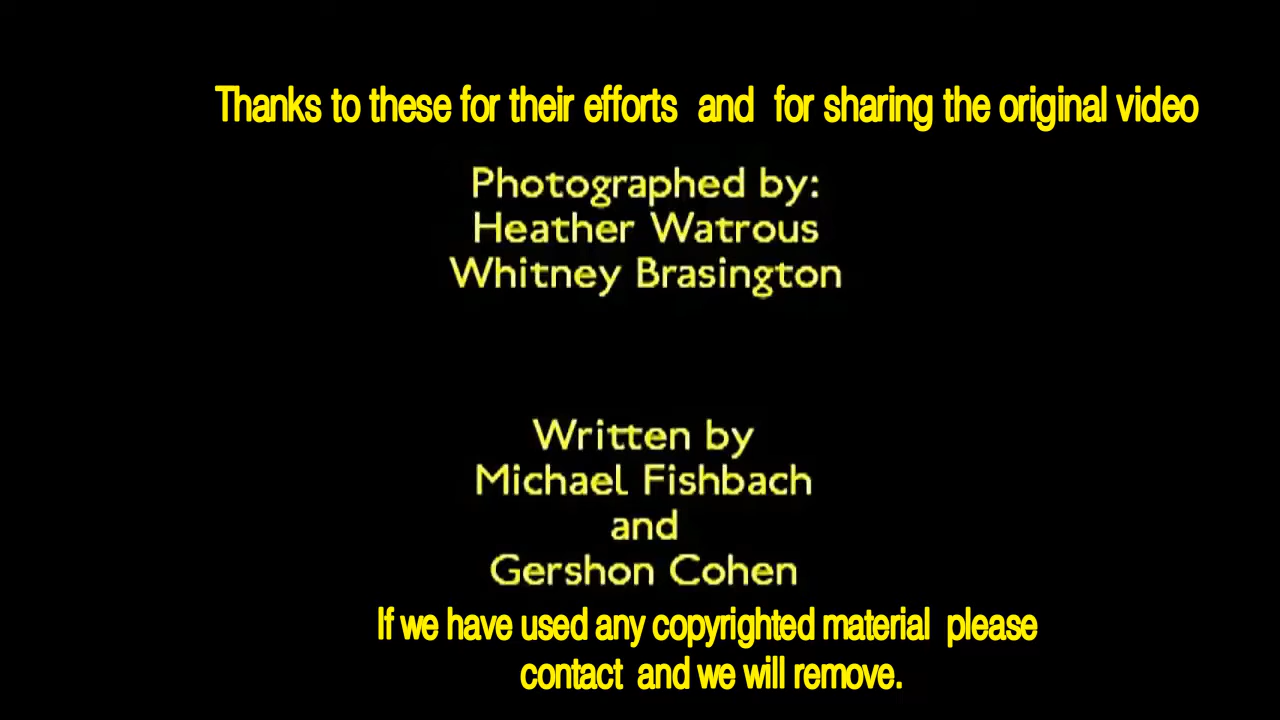 Thanks to these for their efforts and for sharing the original video
Photographed by:
Heather Watrous
Whitney Brasington
Written by
Michael Fishbach
and
Gershon Cohen
If we have used any copyrighted material please
contact and we will remove.